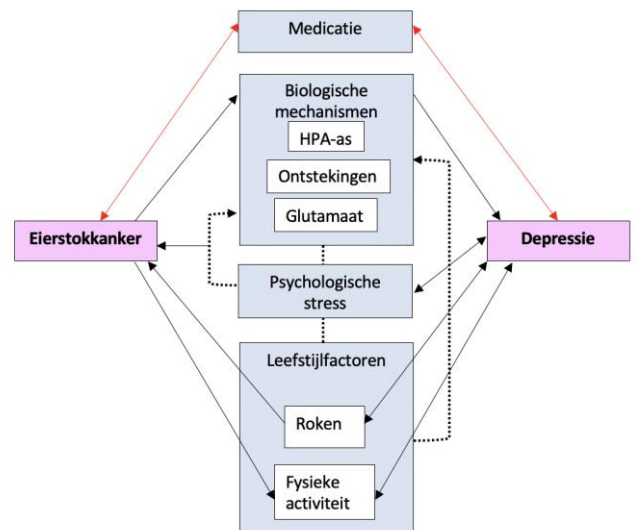 Medicatie
Biologische
mechanismen
HPA-as
Ontstekingen
Glutamaat
Eierstokkanker
Depressie
Psychologische
stress
Leefstijlfactoren
Roken
Fysieke
activiteit